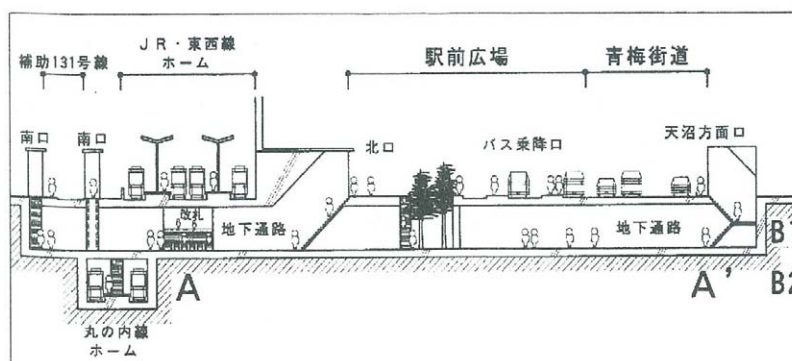 補助131号線
JR・東西線
ホーム
駅前広場
青梅街道
南口
南口
北口
バス乗降口
天沼方面口
改札
地下通路
地下通路
B1
A
A'
B2
丸の内線
ホーム